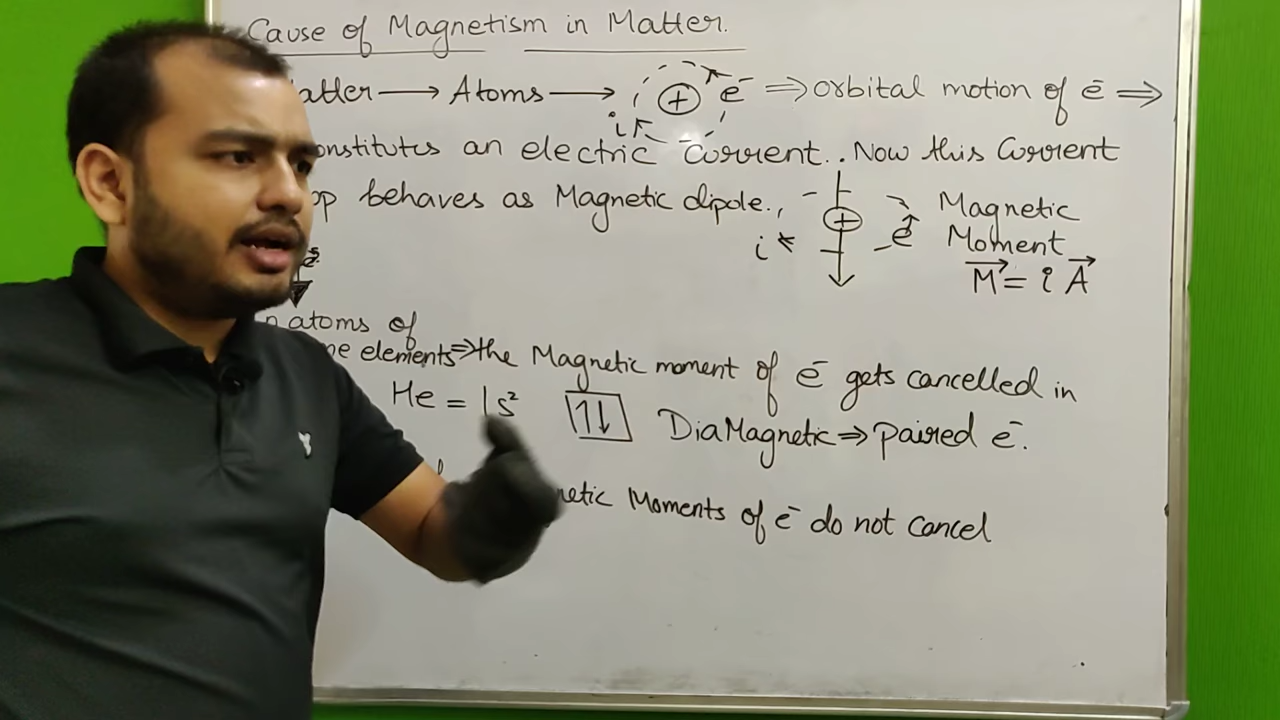 Cause of Magnetism in Matter.
atter → Atoms → + e⁻ ⇒ orbital motion of e⁻ ⇒
i
onstitutes an electric current.. Now this Current
op behaves as Magnetic dipole., + Magnetic
i e⁻ Moment
M⃗ = i A⃗
n atoms of
me elements ⇒ the Magnetic moment of e⁻ gets cancelled in
He = 1s² ↑↓ DiaMagnetic ⇒ paired e⁻.
netic Moments of e⁻ do not cancel